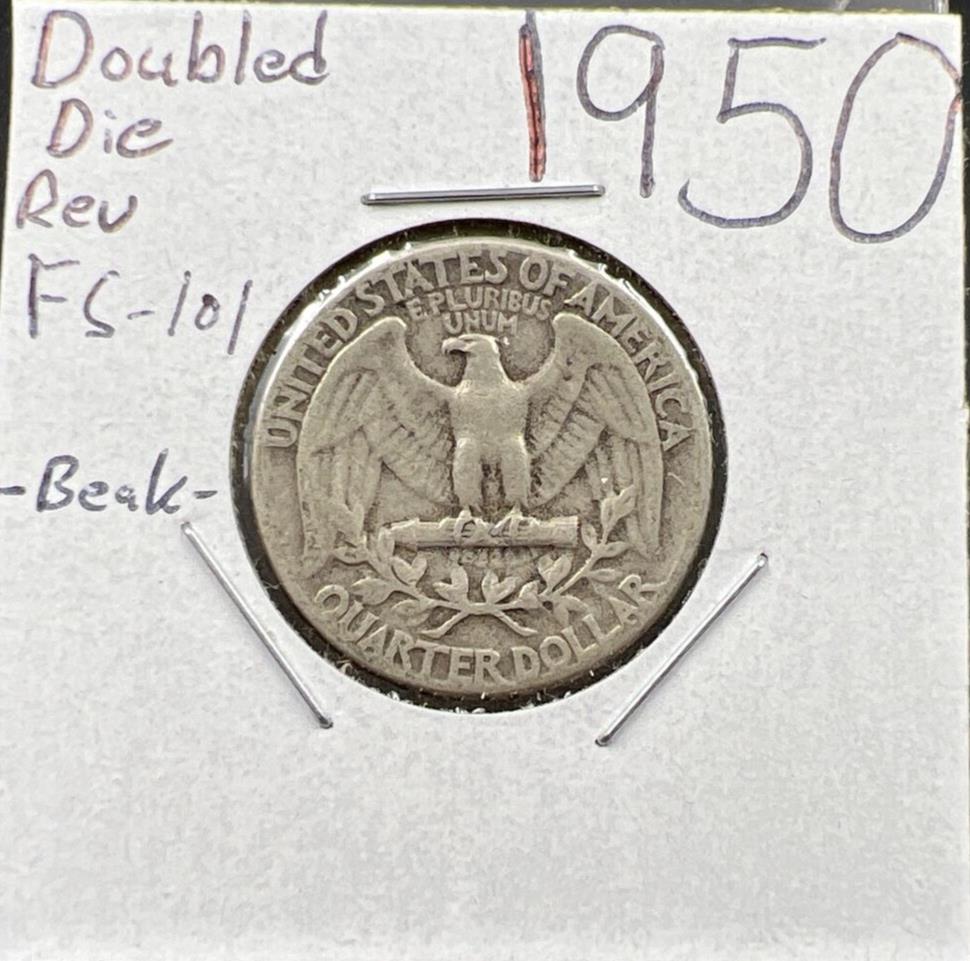 Doubled
Die
Rev
FS-101
-Beak-
1950
UNITED STATES OF AMERICA
E. PLURIBUS
UNUM
QUARTER DOLLAR